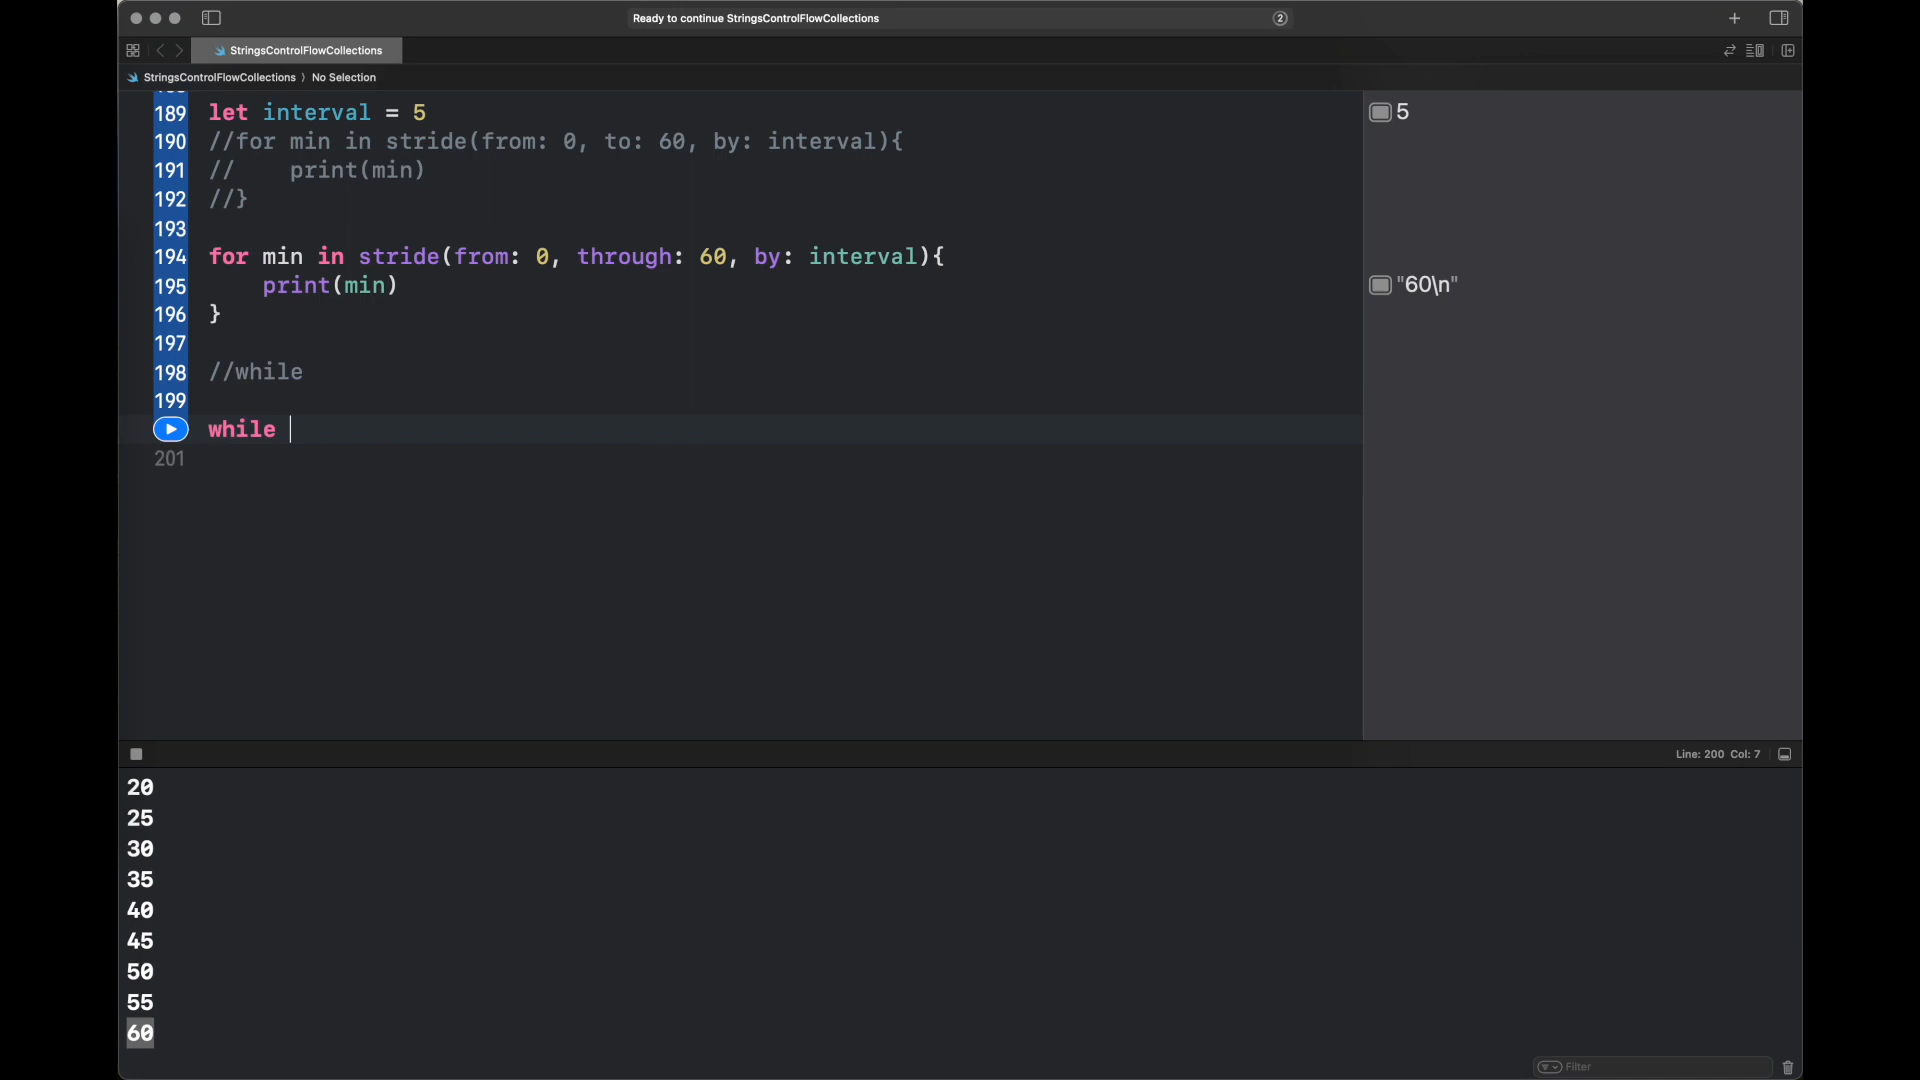 Ready to continue StringsControlFlowCollections 2
StringsControlFlowCollections
StringsControlFlowCollections 〉 No Selection
189 let interval = 5
5
190 //for min in stride(from: 0, to: 60, by: interval){
191 //    print(min)
192 //}
193
194 for min in stride(from: 0, through: 60, by: interval){
195     print(min)
"60\n"
196 }
197
198 //while
199
while
201
Line: 200 Col: 7
20
25
30
35
40
45
50
55
60
Filter